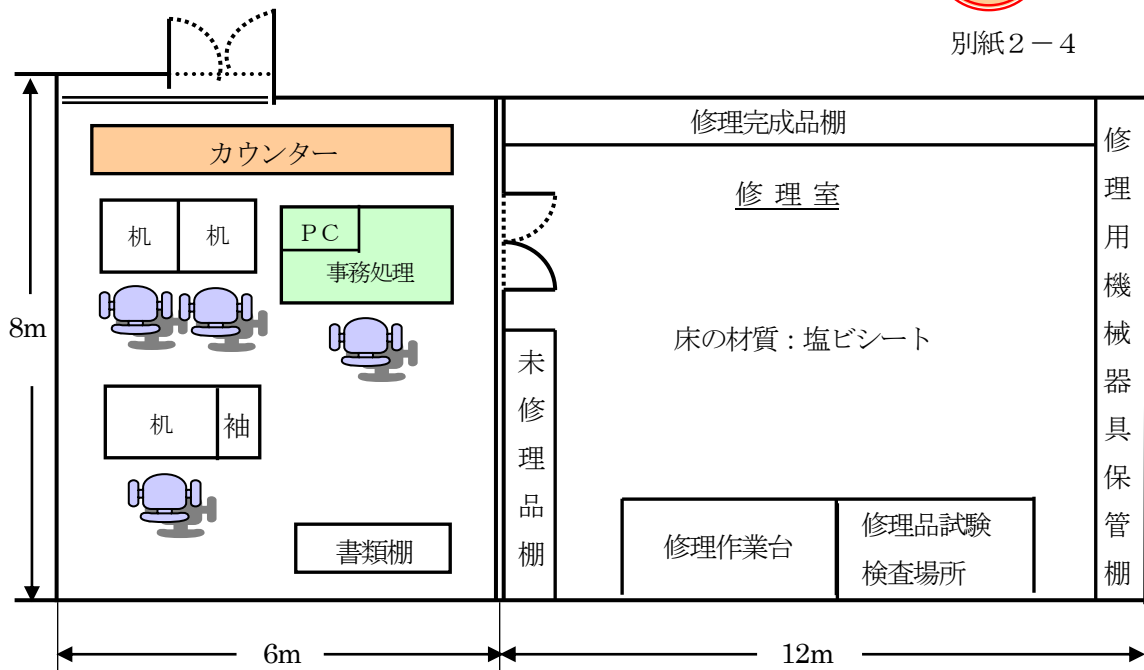 別紙2－4
カウンター
机
机
PC
事務処理
机
袖
書類棚
8m
修理完成品棚
修理室
床の材質：塩ビシート
未修理品棚
修理作業台
修理品試験
検査場所
修理用機械器具保管棚
6m
12m